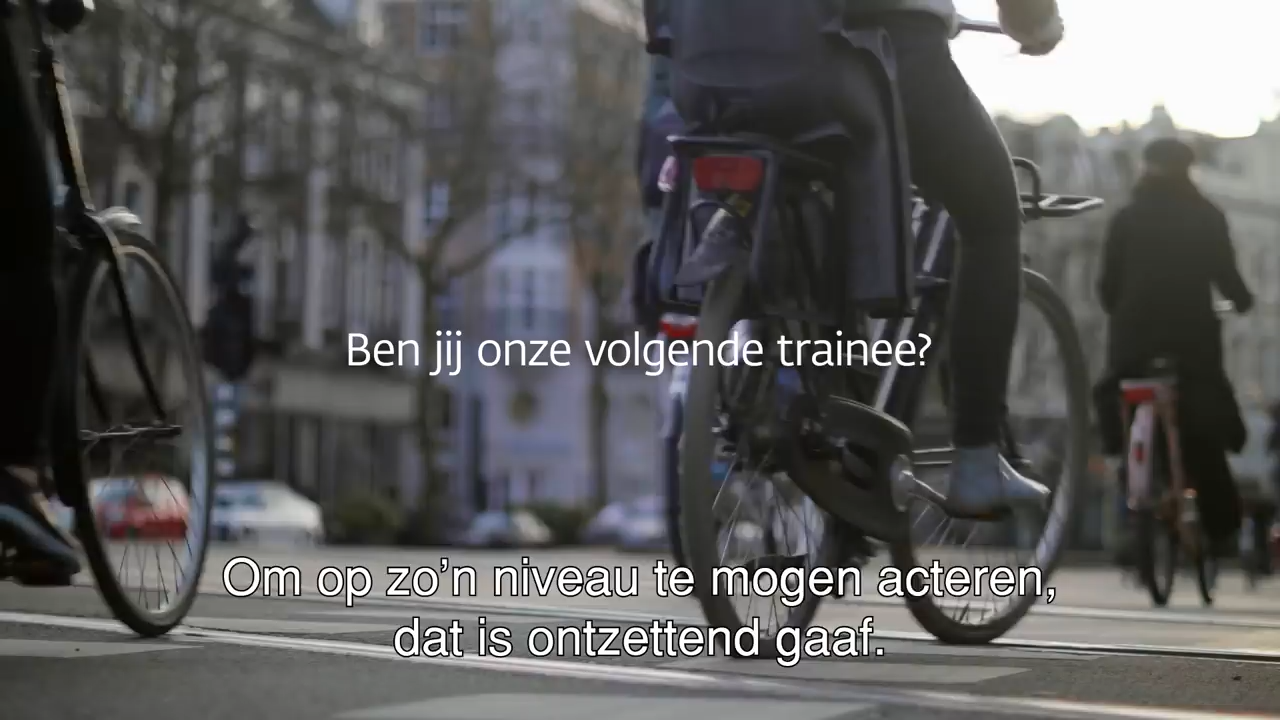 Ben jij onze volgende trainee?
Om op zo’n niveau te mogen acteren,
dat is ontzettend gaaf.